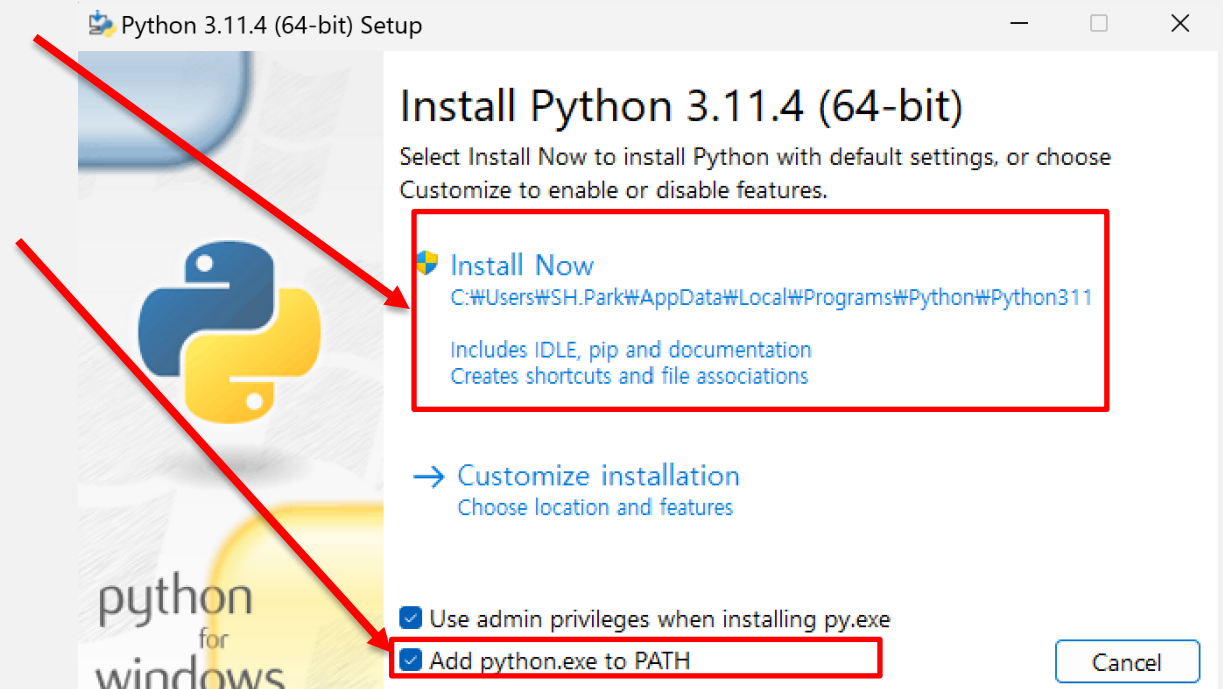 Python 3.11.4 (64-bit) Setup
Install Python 3.11.4 (64-bit)
Select Install Now to install Python with default settings, or choose
Customize to enable or disable features.
Install Now
C:₩Users₩SH.Park₩AppData₩Local₩Programs₩Python₩Python311
Includes IDLE, pip and documentation
Creates shortcuts and file associations
Customize installation
Choose location and features
python
for
windows
Use admin privileges when installing py.exe
Add python.exe to PATH
Cancel